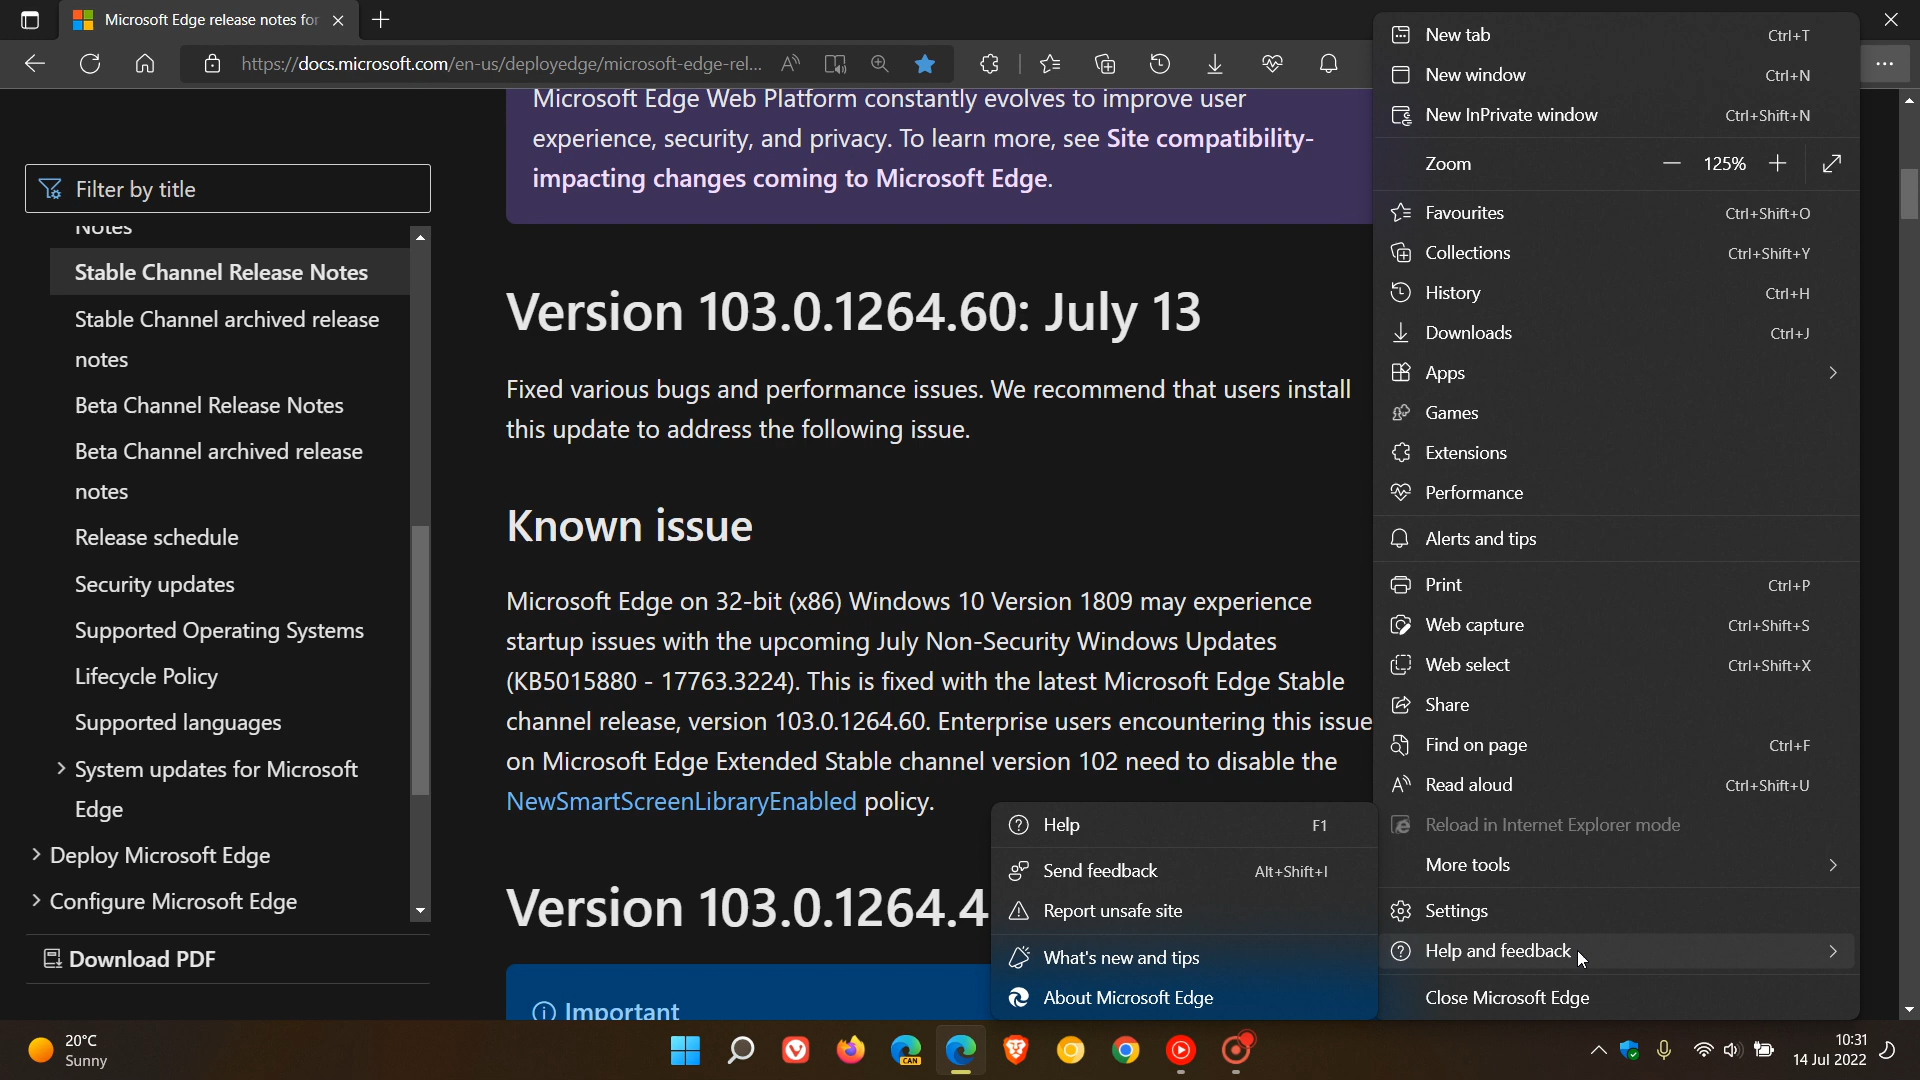 Microsoft Edge release notes for
https://docs.microsoft.com/en-us/deployedge/microsoft-edge-rel...
Filter by title
Notes
Stable Channel Release Notes
Stable Channel archived release
notes
Beta Channel Release Notes
Beta Channel archived release
notes
Release schedule
Security updates
Supported Operating Systems
Lifecycle Policy
Supported languages
System updates for Microsoft
Edge
Deploy Microsoft Edge
Configure Microsoft Edge
Download PDF
Microsoft Edge Web Platform constantly evolves to improve user
experience, security, and privacy. To learn more, see Site compatibility-
impacting changes coming to Microsoft Edge.
Version 103.0.1264.60: July 13
Fixed various bugs and performance issues. We recommend that users install
this update to address the following issue.
Known issue
Microsoft Edge on 32-bit (x86) Windows 10 Version 1809 may experience
startup issues with the upcoming July Non-Security Windows Updates
(KB5015880 - 17763.3224). This is fixed with the latest Microsoft Edge Stable
channel release, version 103.0.1264.60. Enterprise users encountering this issue
on Microsoft Edge Extended Stable channel version 102 need to disable the
NewSmartScreenLibraryEnabled policy.
Version 103.0.1264.4
Important
New tab Ctrl+T
New window Ctrl+N
New InPrivate window Ctrl+Shift+N
Zoom 125%
Favourites Ctrl+Shift+O
Collections Ctrl+Shift+Y
History Ctrl+H
Downloads Ctrl+J
Apps
Games
Extensions
Performance
Alerts and tips
Print Ctrl+P
Web capture Ctrl+Shift+S
Web select Ctrl+Shift+X
Share
Find on page Ctrl+F
Read aloud Ctrl+Shift+U
Reload in Internet Explorer mode
More tools
Settings
Help and feedback
Close Microsoft Edge
Help F1
Send feedback Alt+Shift+I
Report unsafe site
What's new and tips
About Microsoft Edge
20°C
Sunny
CAN
10:31
14 Jul 2022